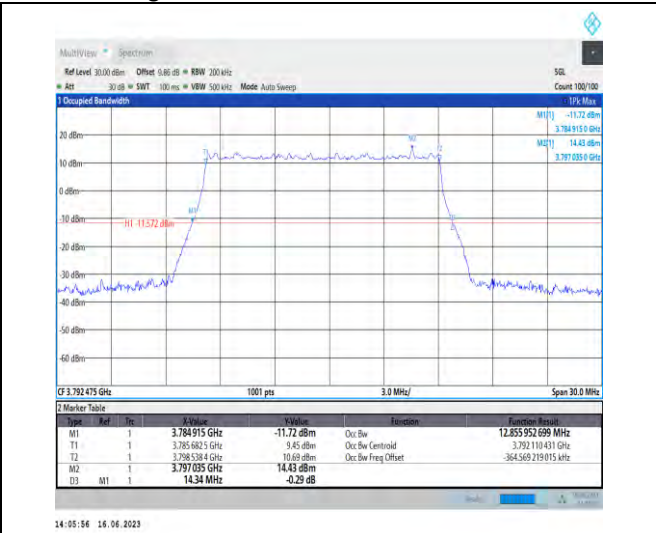 MultiView Spectrum
Ref Level 30.00 dBm Offset 9.86 dB RBW 200 kHz SGL
Att 30 dB SWT 100 ms VBW 500 kHz Mode Auto Sweep Count 100/100
1 Occupied Bandwidth 1Pk Max
M1[1] -11.72 dBm
3.784 915 0 GHz
20 dBm M2[1] 14.43 dBm
3.797 035 0 GHz
M2
T1 T2
10 dBm
0 dBm
M1
-10 dBm
H1 -11.572 dBm
-20 dBm
-30 dBm
-40 dBm
-50 dBm
-60 dBm
CF 3.792 475 GHz 1001 pts 3.0 MHz/ Span 30.0 MHz
2 Marker Table
Type Ref Trc X-Value Y-Value Function Function Result
M1 1 3.784 915 GHz -11.72 dBm Occ Bw 12.855 952 699 MHz
T1 1 3.785 682 5 GHz 9.45 dBm Occ Bw Centroid 3.792 110 431 GHz
T2 1 3.798 538 4 GHz 10.69 dBm Occ Bw Freq Offset -364.569 219 015 kHz
M2 1 3.797 035 GHz 14.43 dBm
D3 M1 1 14.34 MHz -0.29 dB
14:05:56 16.06.2023